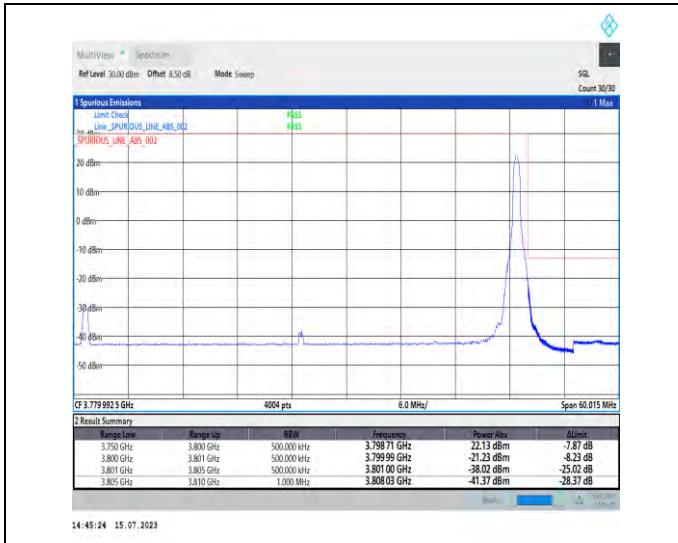 MultiView Spectrum
Ref Level 30.00 dBm Offset 8.50 dB Mode Sweep SGL
Count 30/30
1 Spurious Emissions 1 Max
Limit Check PASS
Line _SPURIOUS_LINE_ABS_002 PASS
_SPURIOUS_LINE_ABS_002
20 dBm
10 dBm
0 dBm
-10 dBm
-20 dBm
-30 dBm
-40 dBm
-50 dBm
CF 3.779 992 5 GHz 4004 pts 6.0 MHz/ Span 60.015 MHz
2 Result Summary
Range Low Range Up RBW Frequency Power Abs ΔLimit
3.750 GHz 3.800 GHz 500.000 kHz 3.798 71 GHz 22.13 dBm -7.87 dB
3.800 GHz 3.801 GHz 500.000 kHz 3.799 99 GHz -21.23 dBm -8.23 dB
3.801 GHz 3.805 GHz 500.000 kHz 3.801 00 GHz -38.02 dBm -25.02 dB
3.805 GHz 3.810 GHz 1.000 MHz 3.808 03 GHz -41.37 dBm -28.37 dB
14:45:24 15.07.2023